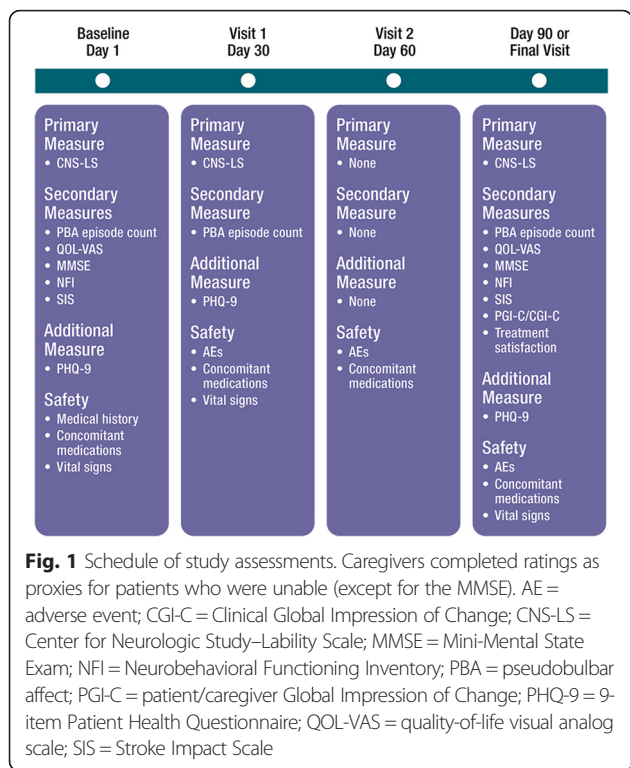 Baseline
Day 1
Visit 1
Day 30
Visit 2
Day 60
Day 90 or
Final Visit
Primary
Measure
• CNS-LS
Secondary
Measures
• PBA episode count
• QOL-VAS
• MMSE
• NFI
• SIS
Additional
Measure
• PHQ-9
Safety
• Medical history
• Concomitant
medications
• Vital signs
Primary
Measure
• CNS-LS
Secondary
Measure
• PBA episode count
Additional
Measure
• PHQ-9
Safety
• AEs
• Concomitant
medications
• Vital signs
Primary
Measure
• None
Secondary
Measure
• None
Additional
Measure
• None
Safety
• AEs
• Concomitant
medications
Primary
Measure
• CNS-LS
Secondary
Measures
• PBA episode count
• QOL-VAS
• MMSE
• NFI
• SIS
• PGI-C/CGI-C
• Treatment
satisfaction
Additional
Measure
• PHQ-9
Safety
• AEs
• Concomitant
medications
• Vital signs
Fig. 1 Schedule of study assessments. Caregivers completed ratings as
proxies for patients who were unable (except for the MMSE). AE =
adverse event; CGI-C = Clinical Global Impression of Change; CNS-LS =
Center for Neurologic Study–Lability Scale; MMSE = Mini-Mental State
Exam; NFI = Neurobehavioral Functioning Inventory; PBA = pseudobulbar
affect; PGI-C = patient/caregiver Global Impression of Change; PHQ-9 = 9-
item Patient Health Questionnaire; QOL-VAS = quality-of-life visual analog
scale; SIS = Stroke Impact Scale